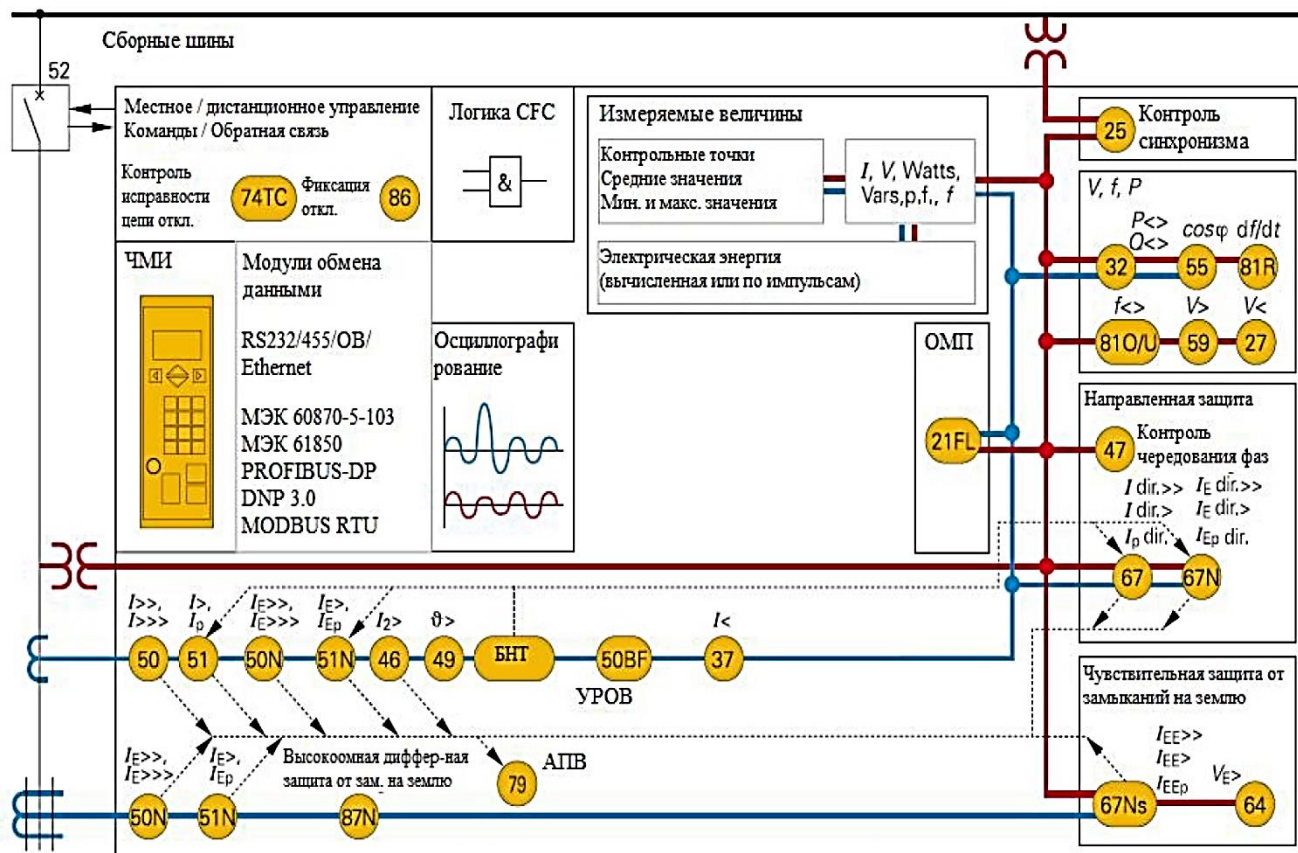 Сборные шины
52
Местное / дистанционное управление
Команды / Обратная связь
Контроль
исправности
цепи откл.
74TC
Фиксация
откл.
86
Логика CFC
&
Измеряемые величины
Контрольные точки
Средние значения
Мин. и макс. значения
I, V, Watts,
Vars,p,f,, f
Электрическая энергия
(вычисленная или по импульсам)
25
Контроль
синхронизма
V, f, P
P<>
Q<>
cosφ
df/dt
32
55
81R
f<>
V>
V<
81O/U
59
27
ЧМИ
Модули обмена
данными
RS232/455/ОВ/
Ethernet
МЭК 60870-5-103
МЭК 61850
PROFIBUS-DP
DNP 3.0
MODBUS RTU
Осциллографи
рование
ОМП
21FL
Направленная защита
47
Контроль
чередования фаз
I dir.>>
I dir.>
Ip dir.
IE dir.>>
IE dir.>
IEp dir.
67
67N
I>>,
I>>>
I>,
Ip
IE>>,
IE>>>
IE>,
IEp
I2>
ϑ>
I<
50
51
50N
51N
46
49
БНТ
50BF
37
УРОВ
Чувствительная защита от
замыканий на землю
IEE>>
IEE>
IEEp
VE>
67Ns
64
IE>>,
IE>>>
IE>,
IEp
Высокоомная диффер-ная
защита от зам. на землю
АПВ
79
50N
51N
87N